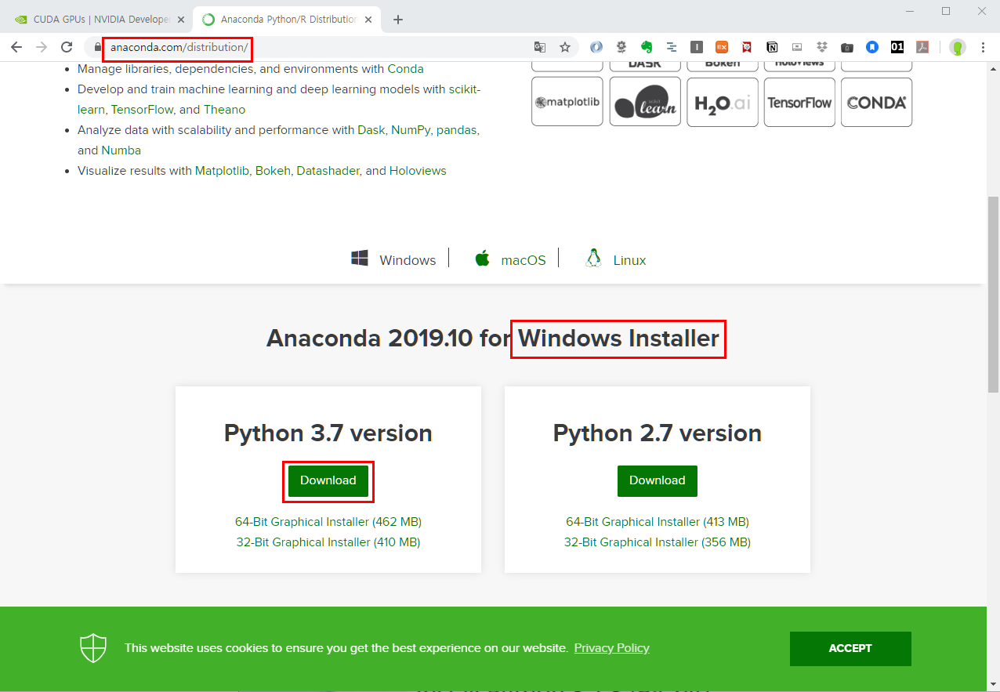 CUDA GPUs | NVIDIA Developer
Anaconda Python/R Distribution
anaconda.com/distribution/
01
Manage libraries, dependencies, and environments with Conda
Develop and train machine learning and deep learning models with scikit-
learn, TensorFlow, and Theano
Analyze data with scalability and performance with Dask, NumPy, pandas,
and Numba
Visualize results with Matplotlib, Bokeh, Datashader, and Holoviews
DASK
Bokeh
HoloViews
matplotlib
scikit
learn
H2O.ai
TensorFlow
CONDA
Windows
macOS
Linux
Anaconda 2019.10 for Windows Installer
Python 3.7 version
Download
64-Bit Graphical Installer (462 MB)
32-Bit Graphical Installer (410 MB)
Python 2.7 version
Download
64-Bit Graphical Installer (413 MB)
32-Bit Graphical Installer (356 MB)
This website uses cookies to ensure you get the best experience on our website. Privacy Policy
ACCEPT